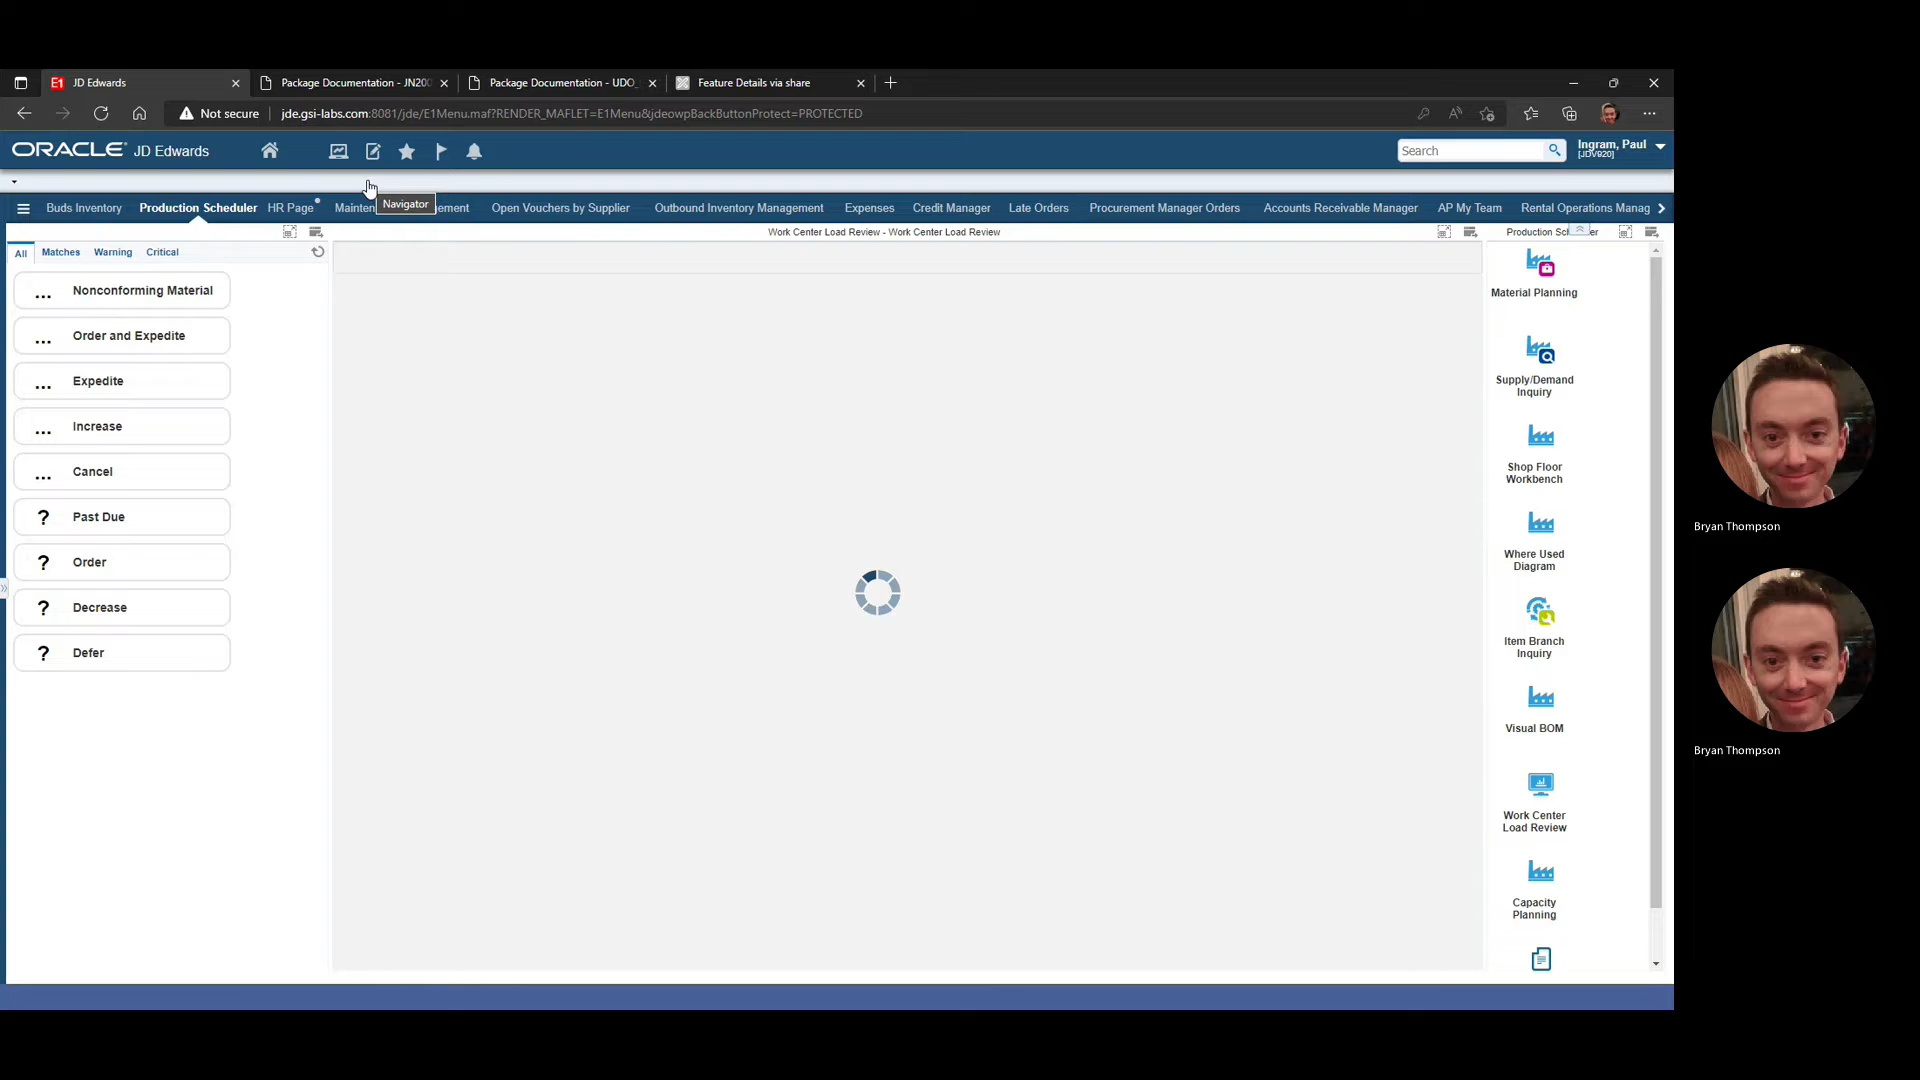 JD Edwards
Package Documentation - JN200
Package Documentation - UDO_
Feature Details via share
Not secure
jde.gsi-labs.com:8081/jde/E1Menu.maf?RENDER_MAFLET=E1Menu&jdeowpBackButtonProtect=PROTECTED
ORACLE JD Edwards
Search
Ingram, Paul
[JDV920]
Navigator
Buds Inventory
Production Scheduler
HR Page
Mainten
ement
Open Vouchers by Supplier
Outbound Inventory Management
Expenses
Credit Manager
Late Orders
Procurement Manager Orders
Accounts Receivable Manager
AP My Team
Rental Operations Manag
Work Center Load Review - Work Center Load Review
Production Sch
er
All
Matches
Warning
Critical
... Nonconforming Material
... Order and Expedite
... Expedite
... Increase
... Cancel
? Past Due
? Order
? Decrease
? Defer
Material Planning
Supply/Demand
Inquiry
Shop Floor
Workbench
Where Used
Diagram
Item Branch
Inquiry
Visual BOM
Work Center
Load Review
Capacity
Planning
Bryan Thompson
Bryan Thompson